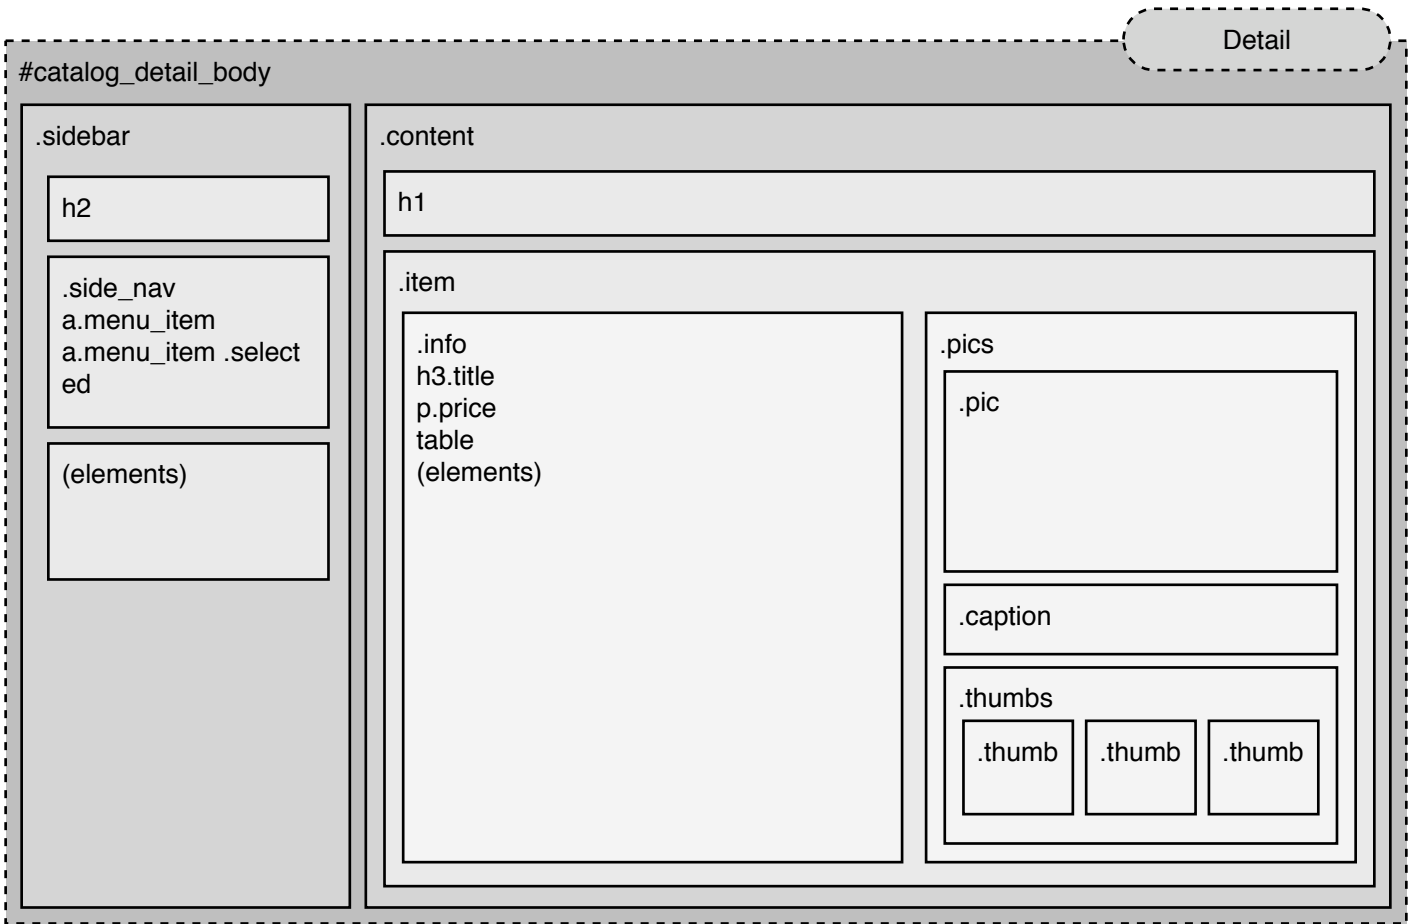 Detail
#catalog_detail_body
.sidebar
h2
.side_nav
a.menu_item
a.menu_item .select
ed
(elements)
.content
h1
.item
.info
h3.title
p.price
table
(elements)
.pics
.pic
.caption
.thumbs
.thumb .thumb .thumb